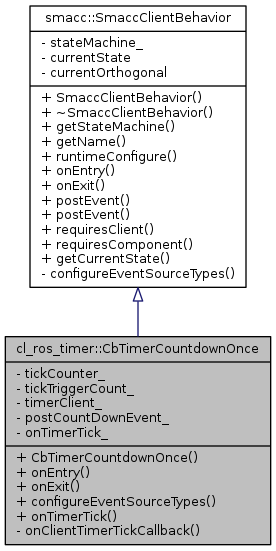 smacc::SmaccClientBehavior
- stateMachine_
- currentState
- currentOrthogonal
+ SmaccClientBehavior()
+ ~SmaccClientBehavior()
+ getStateMachine()
+ getName()
+ runtimeConfigure()
+ onEntry()
+ onExit()
+ postEvent()
+ postEvent()
+ requiresClient()
+ requiresComponent()
+ getCurrentState()
- configureEventSourceTypes()
cl_ros_timer::CbTimerCountdownOnce
- tickCounter_
- tickTriggerCount_
- timerClient_
- postCountDownEvent_
- onTimerTick_
+ CbTimerCountdownOnce()
+ onEntry()
+ onExit()
+ configureEventSourceTypes()
+ onTimerTick()
- onClientTimerTickCallback()